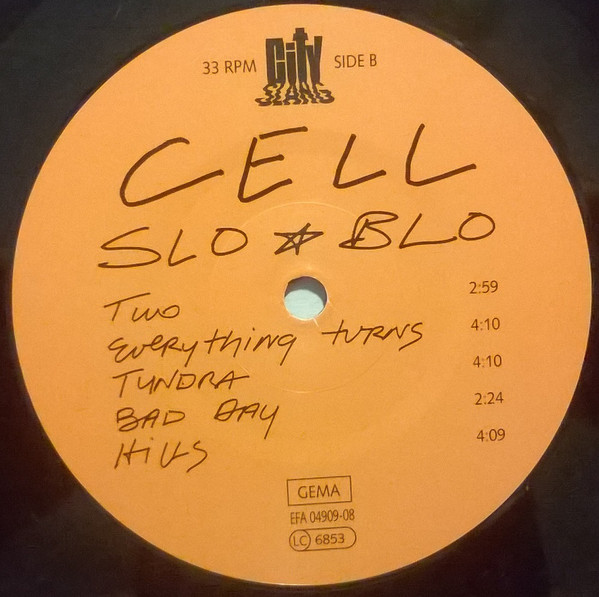 33 RPM City SLANG SIDE B
CELL
SLO ☆ BLO
Two 2:59
Everything turns 4:10
TUNDRA 4:10
BAD DAY 2:24
Hills 4:09
GEMA
EFA 04909-08
LC 6853